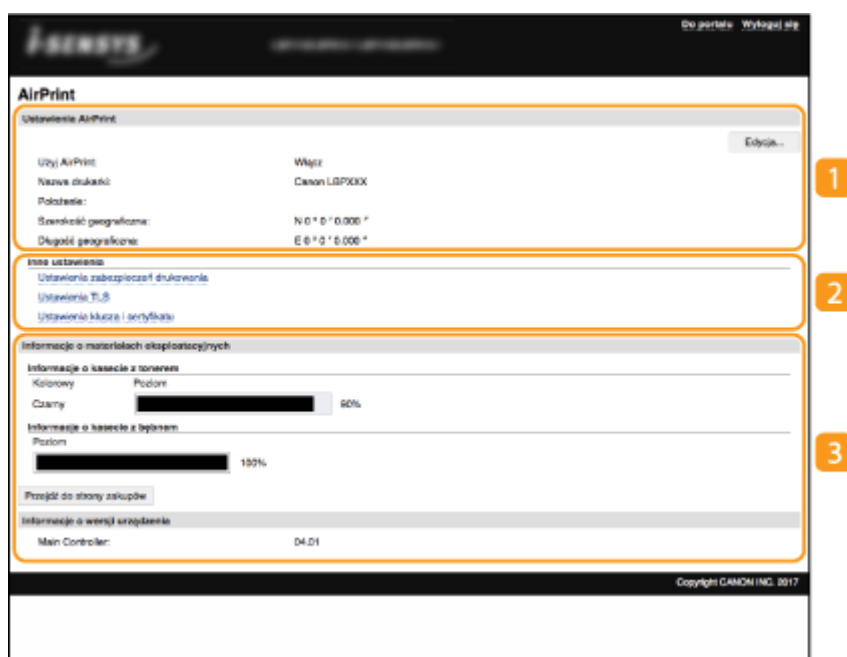 Do portalu Wyloguj się
i-SENSYS
AirPrint
Ustawienia AirPrint
Edycja...
Użyj AirPrint: Włącz
Nazwa drukarki: Canon LBPXXX
Położenie:
Szerokość geograficzna: N 0 ° 0 ' 0.000 "
Długość geograficzna: E 0 ° 0 ' 0.000 "
Inne ustawienia
Ustawienia zabezpieczeń drukowania
Ustawienia TLS
Ustawienia klucza i certyfikatu
Informacje o materiałach eksploatacyjnych
Informacje o kasecie z tonerem
Kolorowy Poziom
Czarny 90%
Informacje o kasecie z bębnem
Poziom
100%
Przejdź do strony zakupów
Informacje o wersji urządzenia
Main Controller: 04.01
Copyright CANON INC. 2017
1
2
3